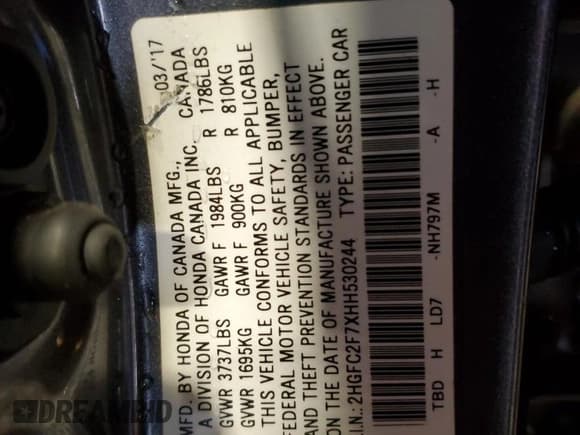 MFD. BY HONDA OF CANADA MFG., 03/'17
A DIVISION OF HONDA CANADA INC. CANADA
GVWR 3737LBS GAWR F 1984LBS R 1786LBS
GVWR 1695KG GAWR F 900KG R 810KG
THIS VEHICLE CONFORMS TO ALL APPLICABLE
FEDERAL MOTOR VEHICLE SAFETY, BUMPER,
AND THEFT PREVENTION STANDARDS IN EFFECT
ON THE DATE OF MANUFACTURE SHOWN ABOVE.
V.I.N.: 2HGFC2F7XHH530244 TYPE: PASSENGER CAR
TBD H LD7 -NH797M -A -H
DREAMBID